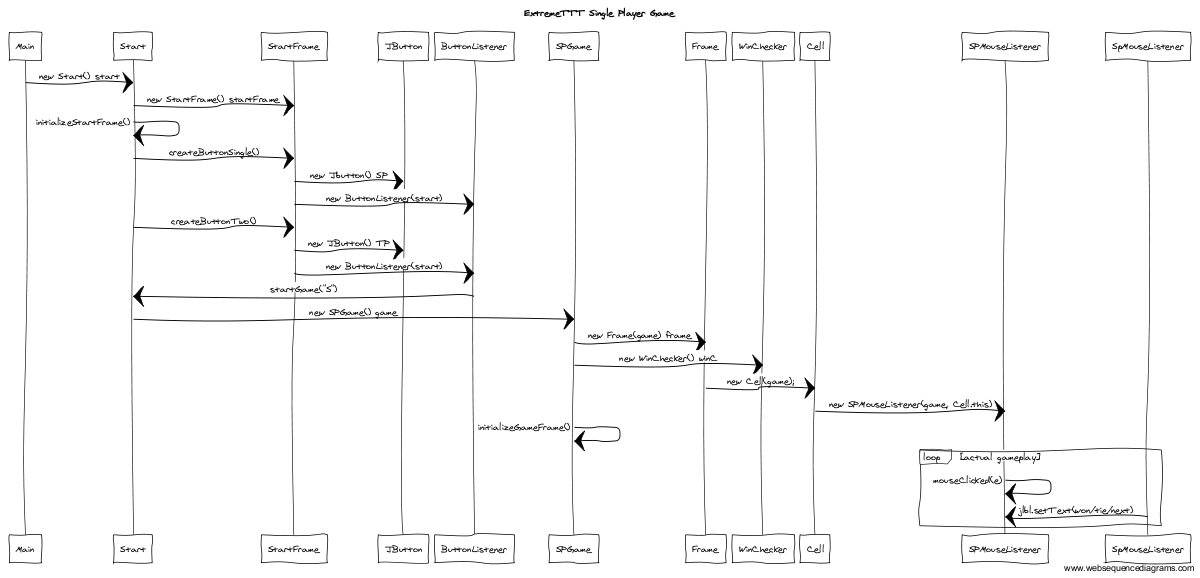 ExtremeTTT Single Player Game
Main Start StartFrame JButton ButtonListener SPGame Frame WinChecker Cell SPMouseListener SpMouseListener
new Start() start
new StartFrame() startFrame
initializeStartFrame()
createButtonSingle()
new Jbutton() SP
new ButtonListener(start)
createButtonTwo()
new JButton() TP
new ButtonListener(start)
startGame("S")
new SPGame() game
new Frame(game) frame
new WinChecker() winC
new Cell(game);
new SPMouseListener(game, Cell.this)
initializeGameFrame()
loop [actual gameplay]
mouseClicked(e)
jlbl.setText(won/tie/next)
Main Start StartFrame JButton ButtonListener SPGame Frame WinChecker Cell SPMouseListener SpMouseListener
www.websequencediagrams.com